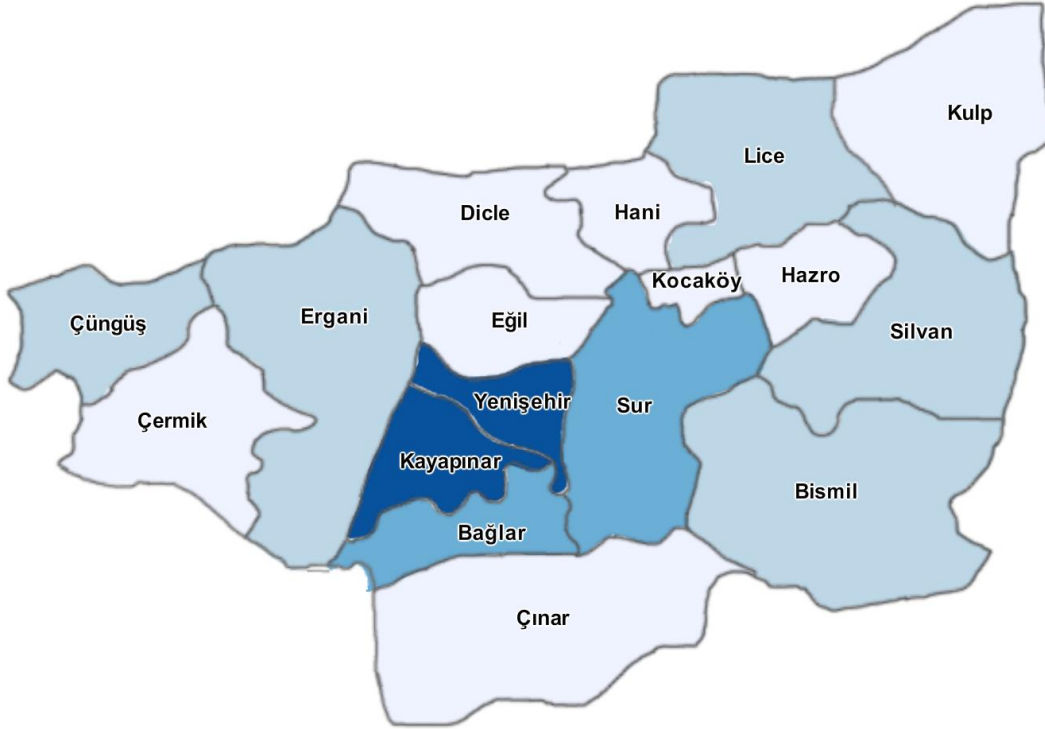 Kulp
Lice
Dicle
Hani
Kocaköy
Hazro
Çüngüş
Ergani
Eğil
Silvan
Çermik
Yenişehir
Sur
Kayapınar
Bismil
Bağlar
Çınar